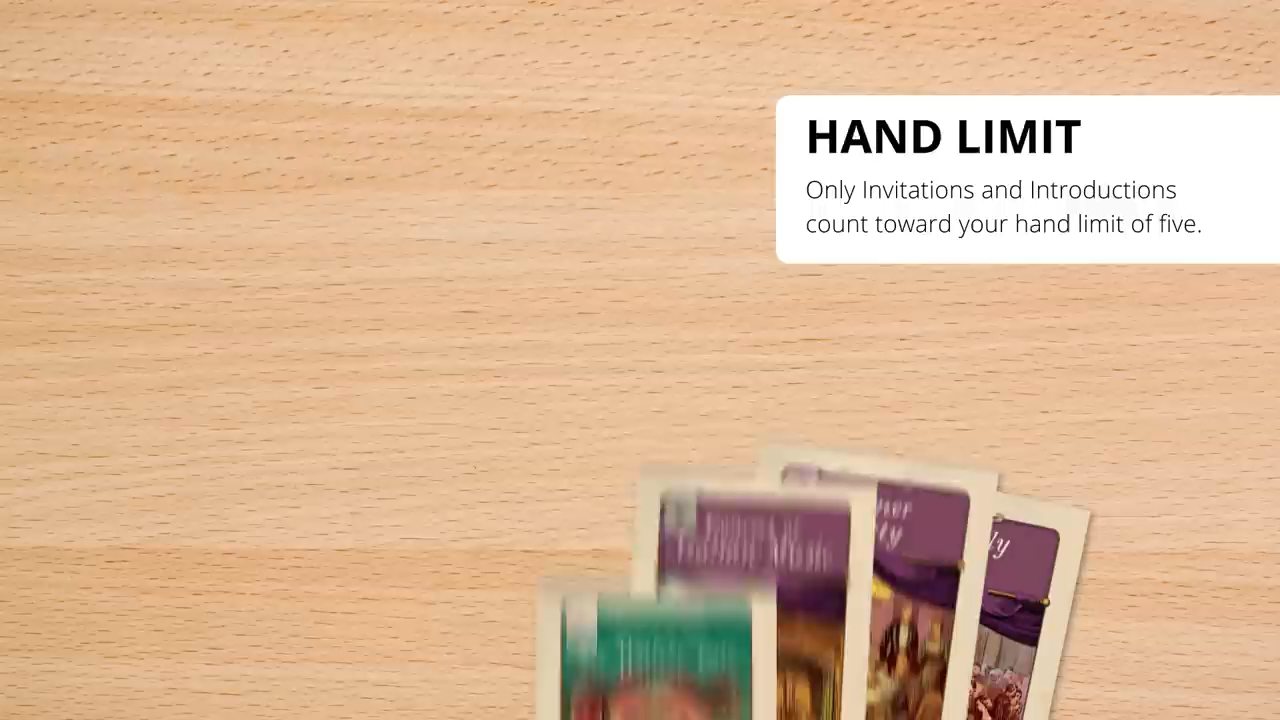 HAND LIMIT
Only Invitations and Introductions
count toward your hand limit of five.